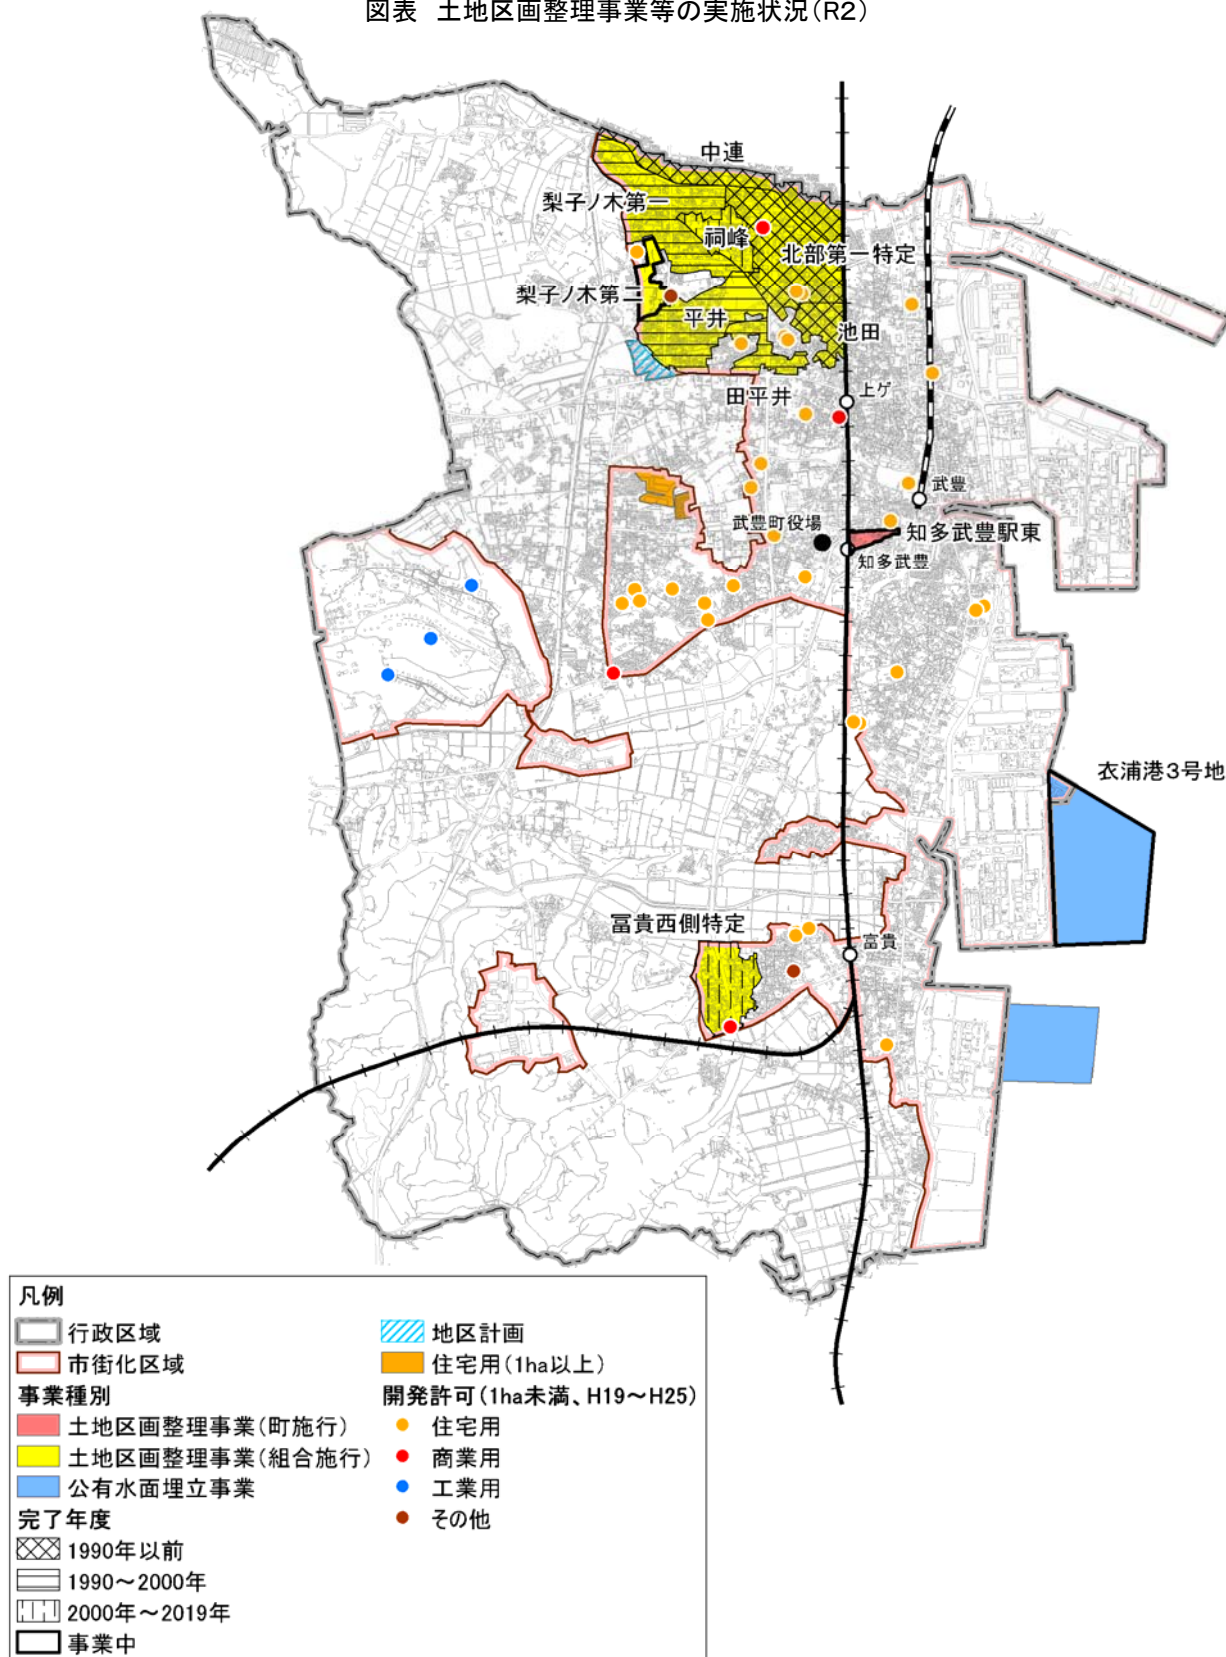 図表 土地区画整理事業等の実施状況(R2)
中連
梨子ノ木第一
祠峰
北部第一特定
梨子ノ木第二
平井
池田
上ゲ
田平井
武豊
武豊町役場
知多武豊駅東
知多武豊
衣浦港3号地
冨貴西側特定
富貴
凡例
行政区域
市街化区域
事業種別
土地区画整理事業(町施行)
土地区画整理事業(組合施行)
公有水面埋立事業
完了年度
1990年以前
1990~2000年
2000年~2019年
事業中
地区計画
住宅用(1ha以上)
開発許可(1ha未満、H19~H25)
住宅用
商業用
工業用
その他